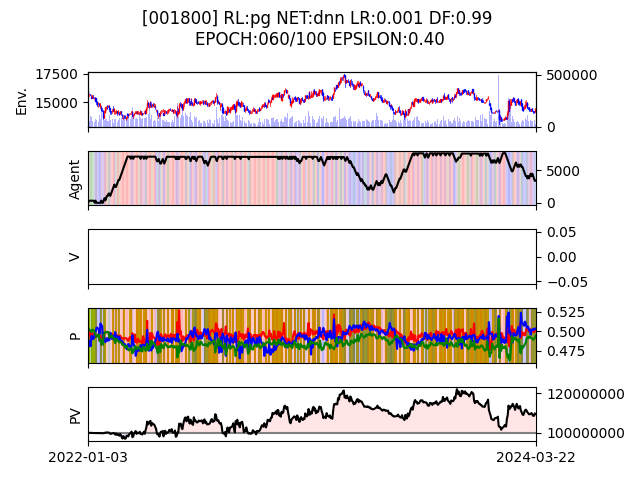 [001800] RL:pg NET:dnn LR:0.001 DF:0.99
EPOCH:060/100 EPSILON:0.40
Env.
17500
15000
500000
0
Agent
5000
0
V
0.05
0.00
−0.05
P
0.525
0.500
0.475
PV
120000000
100000000
2022-01-03
2024-03-22